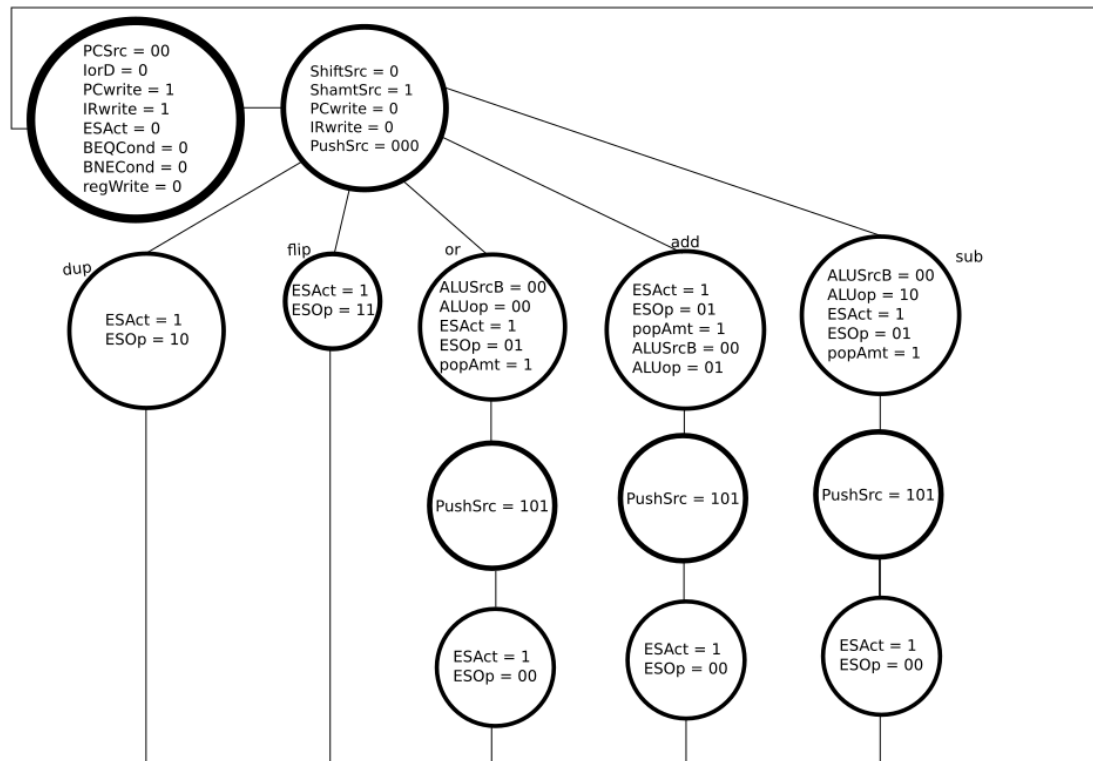 PCSrc = 00
IorD = 0
PCwrite = 1
IRwrite = 1
ESAct = 0
BEQCond = 0
BNECond = 0
regWrite = 0
ShiftSrc = 0
ShamtSrc = 1
PCwrite = 0
IRwrite = 0
PushSrc = 000
dup
ESAct = 1
ESOp = 10
flip
ESAct = 1
ESOp = 11
or
ALUSrcB = 00
ALUop = 00
ESAct = 1
ESOp = 01
popAmt = 1
add
ESAct = 1
ESOp = 01
popAmt = 1
ALUSrcB = 00
ALUop = 01
sub
ALUSrcB = 00
ALUop = 10
ESAct = 1
ESOp = 01
popAmt = 1
PushSrc = 101
PushSrc = 101
PushSrc = 101
ESAct = 1
ESOp = 00
ESAct = 1
ESOp = 00
ESAct = 1
ESOp = 00